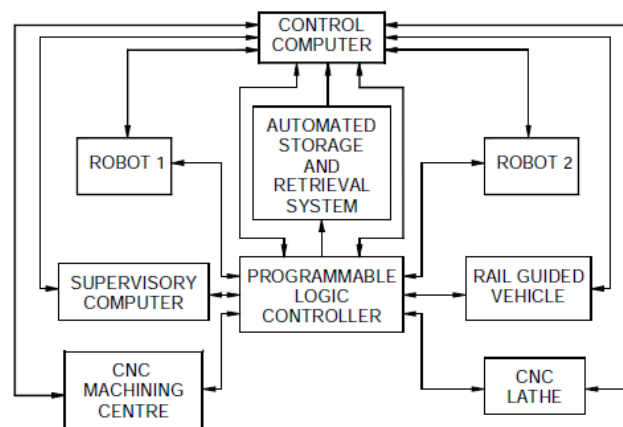 CONTROL
COMPUTER
AUTOMATED
STORAGE
AND
RETRIEVAL
SYSTEM
ROBOT 1
ROBOT 2
SUPERVISORY
COMPUTER
PROGRAMMABLE
LOGIC
CONTROLLER
RAIL GUIDED
VEHICLE
CNC
MACHINING
CENTRE
CNC
LATHE